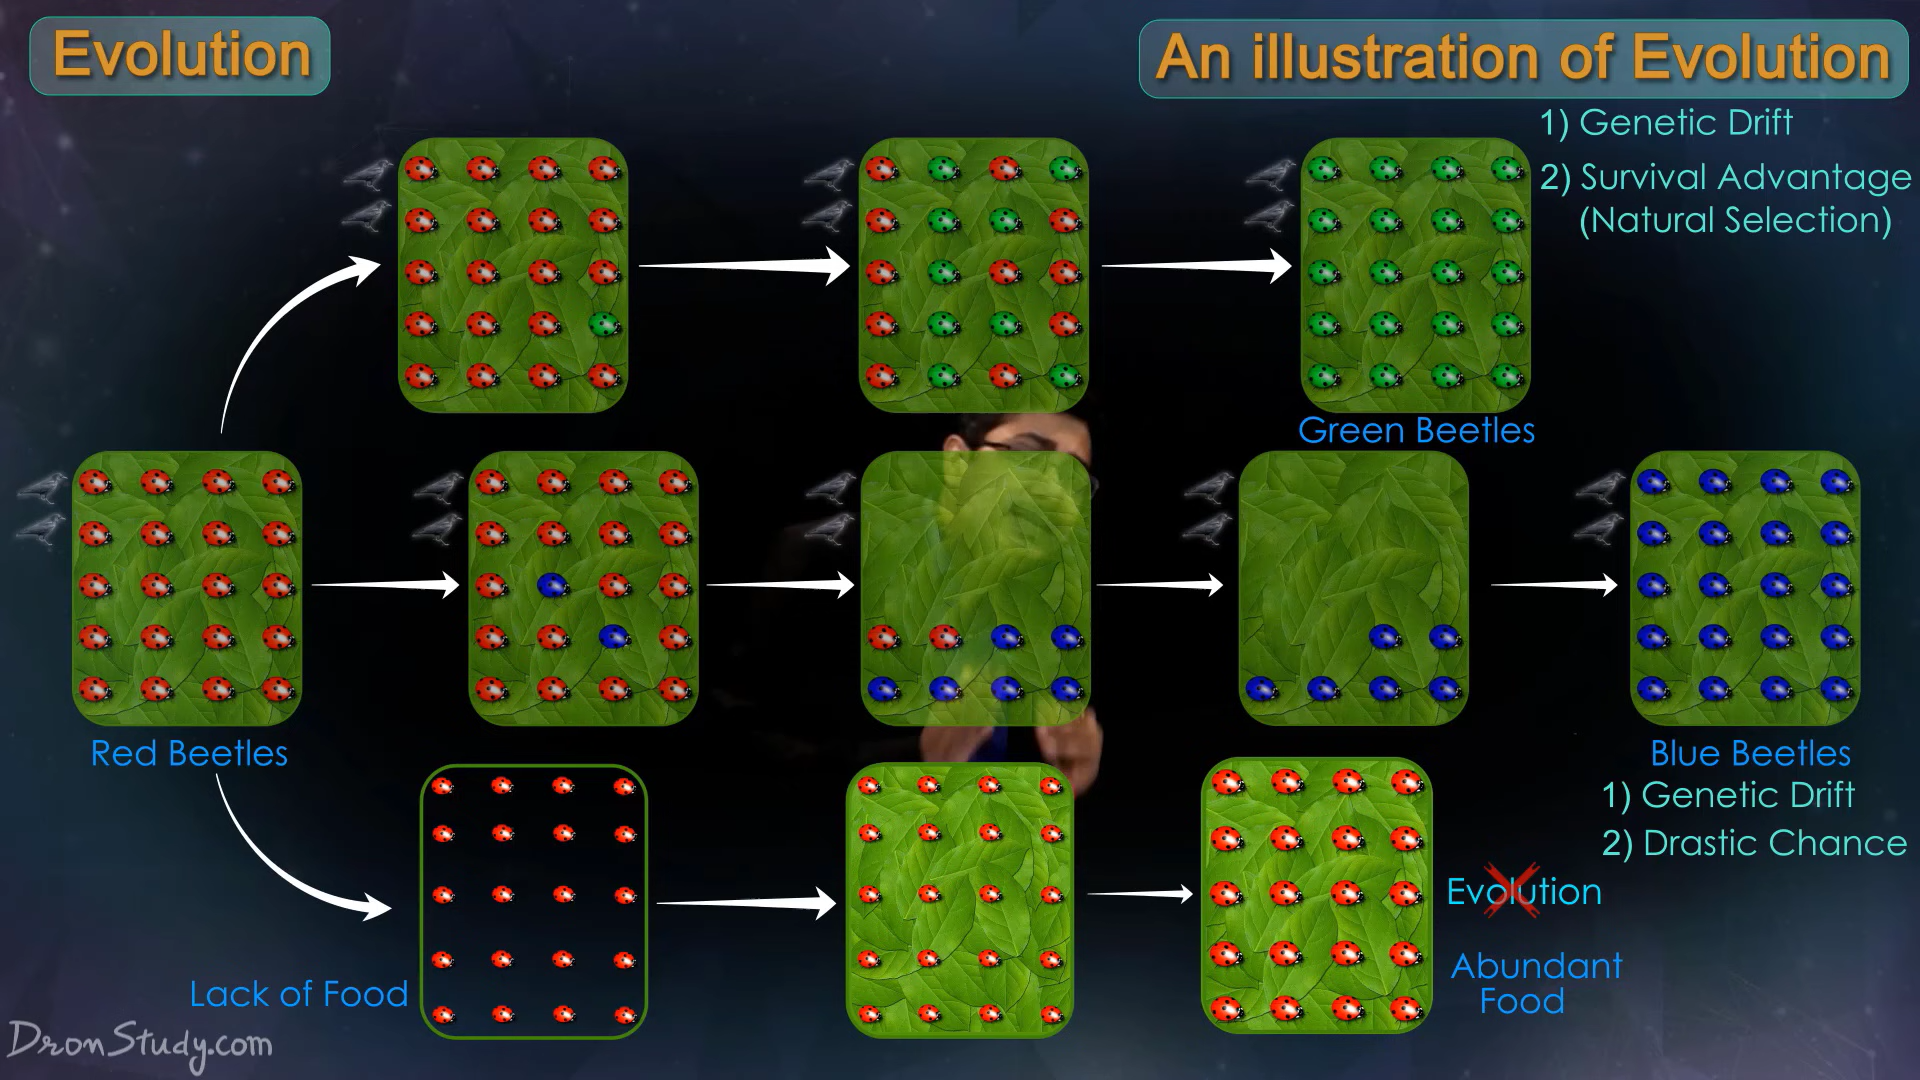 Evolution
An illustration of Evolution
1) Genetic Drift
2) Survival Advantage
(Natural Selection)
Green Beetles
Red Beetles
Blue Beetles
1) Genetic Drift
2) Drastic Chance
Evolution
Lack of Food
Abundant
Food
DronStudy.com